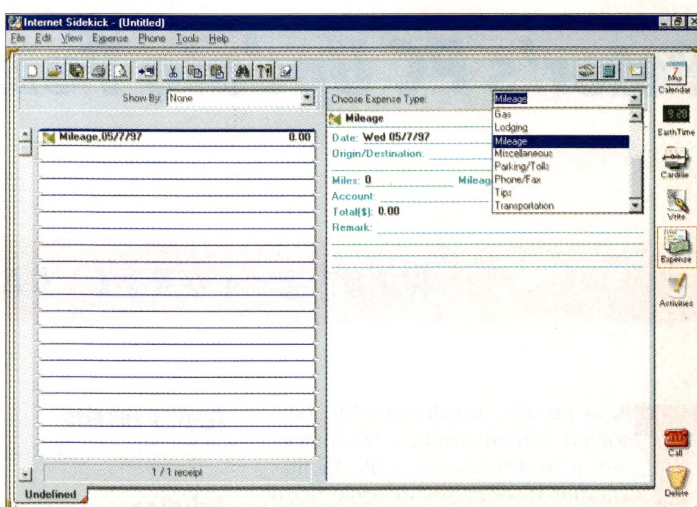 Internet Sidekick - (Untitled)
File Edit View Expense Phone Tools Help
Show By: None
Choose Expense Type: Mileage
Mileage, 05/7/97 0.00
Mileage
Date: Wed 05/7/97
Origin/Destination:
Miles: 0 Mileag
Account:
Total($): 0.00
Remark:
Gas
Lodging
Mileage
Miscellaneous
Parking/Tolls
Phone/Fax
Tips
Transportation
1 / 1 receipt
Undefined
Calendar
EarthTime
Cardfile
Write
Expense
Activities
Call
Delete